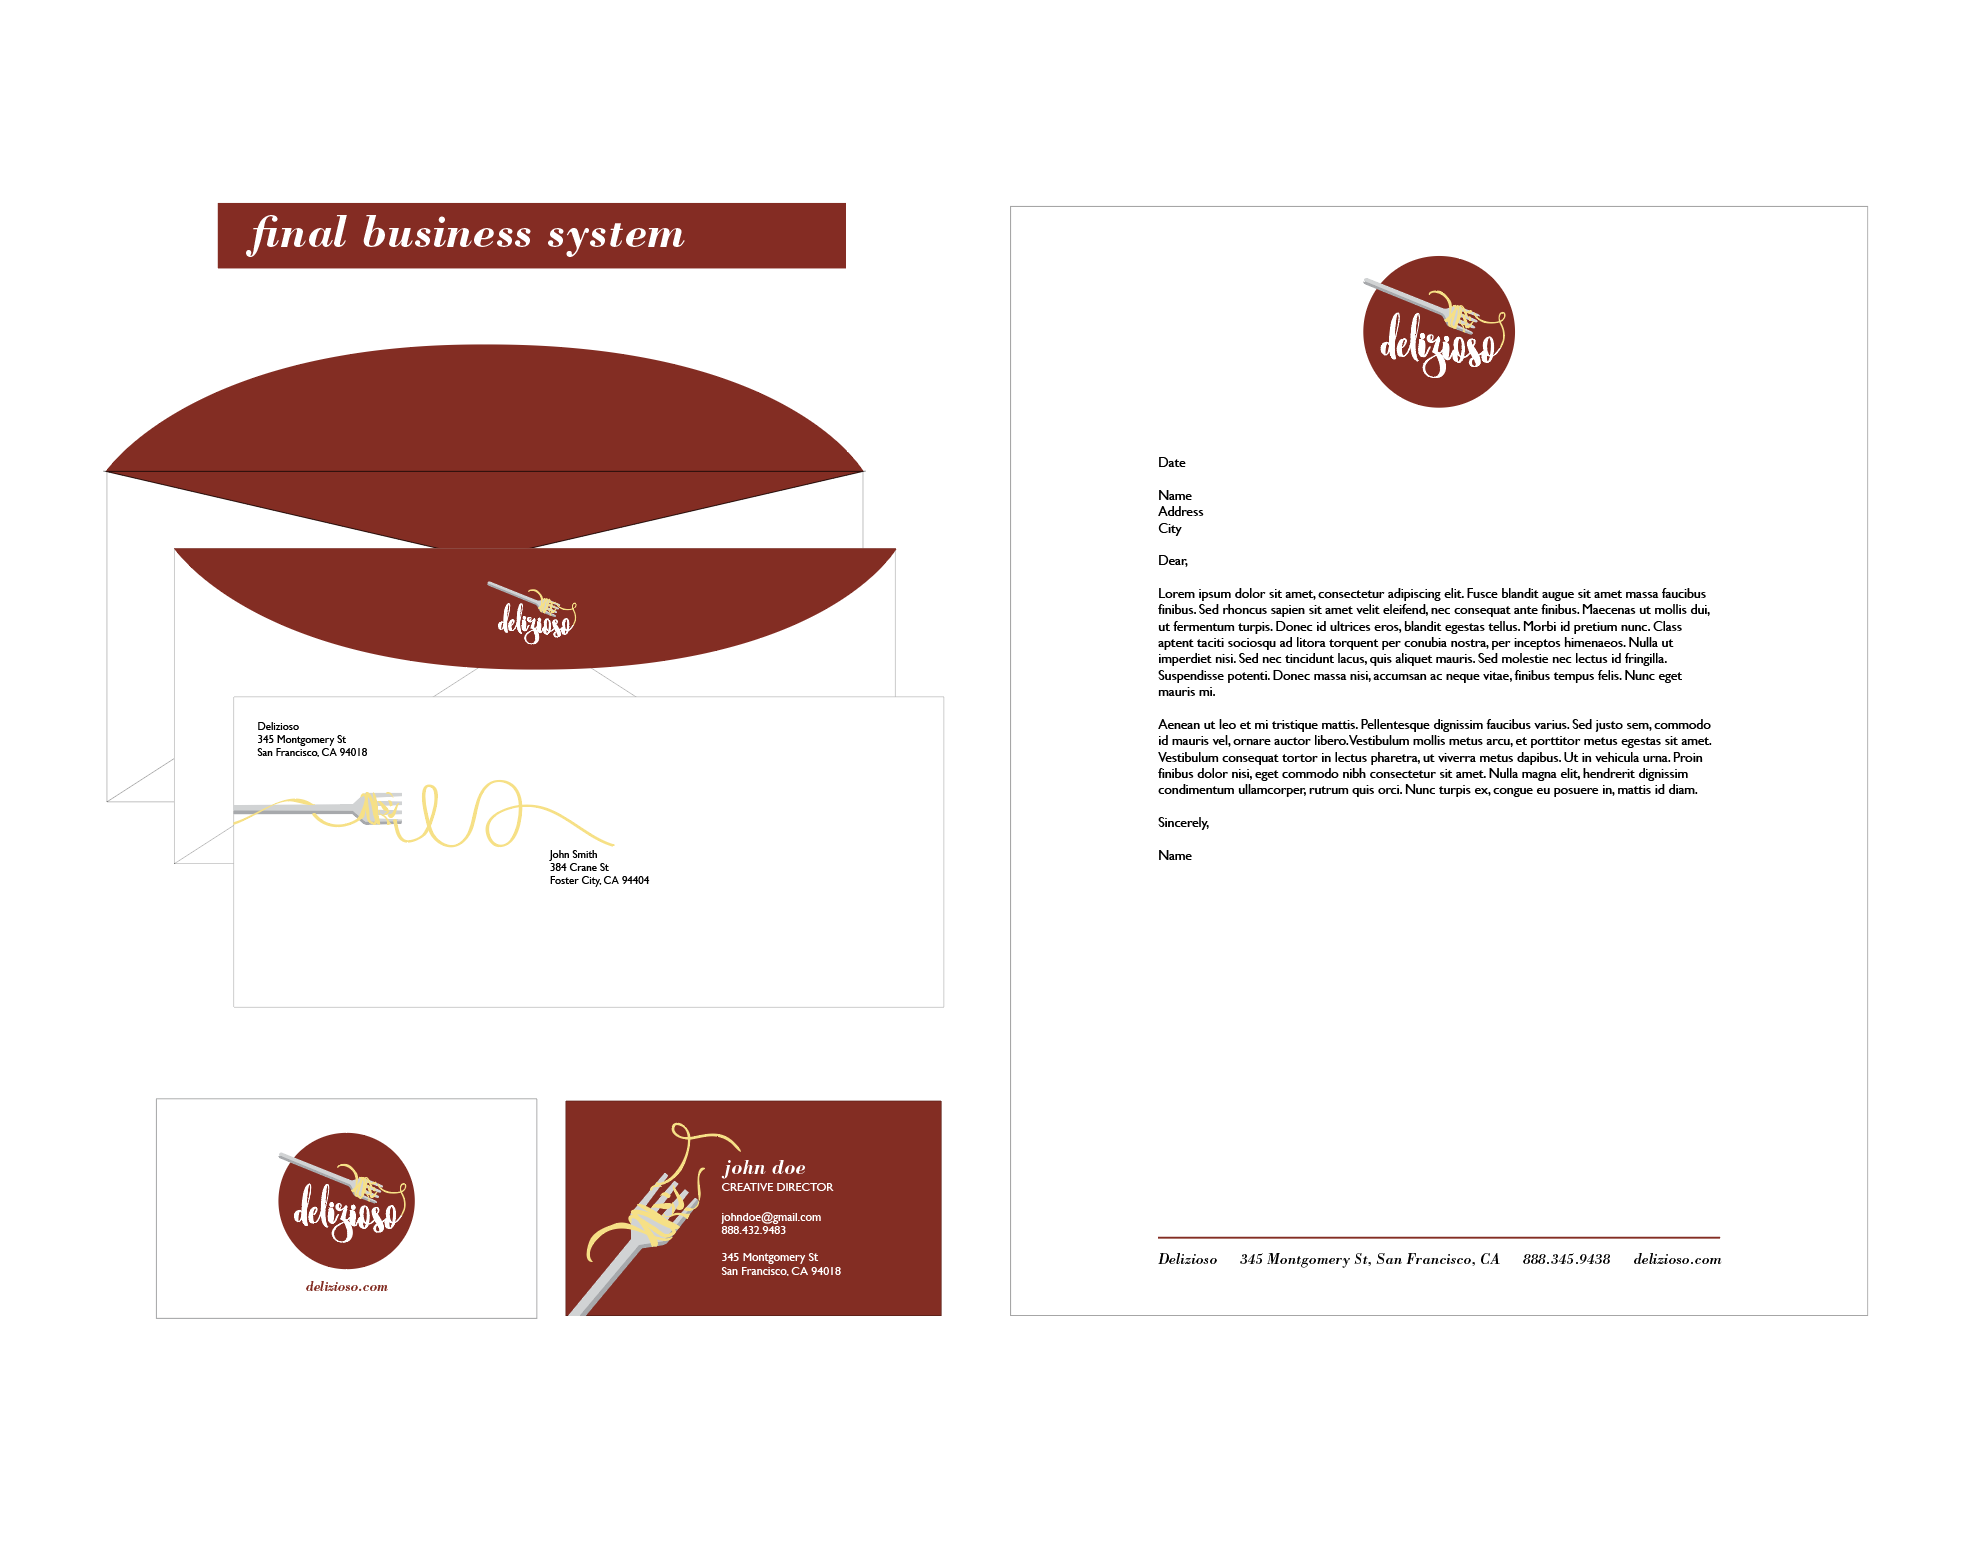 final business system
delizioso
Delizioso
345 Montgomery St
San Francisco, CA 94018
John Smith
384 Crane St
Foster City, CA 94404
delizioso
delizioso.com
john doe
CREATIVE DIRECTOR
johndoe@gmail.com
888.432.9483
345 Montgomery St
San Francisco, CA 94018
delizioso
Date
Name
Address
City
Dear,
Lorem ipsum dolor sit amet, consectetur adipiscing elit. Fusce blandit augue sit amet massa faucibus
finibus. Sed rhoncus sapien sit amet velit eleifend, nec consequat ante finibus. Maecenas ut mollis dui,
ut fermentum turpis. Donec id ultrices eros, blandit egestas tellus. Morbi id pretium nunc. Class
aptent taciti sociosqu ad litora torquent per conubia nostra, per inceptos himenaeos. Nulla ut
imperdiet nisi. Sed nec tincidunt lacus, quis aliquet mauris. Sed molestie nec lectus id fringilla.
Suspendisse potenti. Donec massa nisi, accumsan ac neque vitae, finibus tempus felis. Nunc eget
mauris mi.
Aenean ut leo et mi tristique mattis. Pellentesque dignissim faucibus varius. Sed justo sem, commodo
id mauris vel, ornare auctor libero. Vestibulum mollis metus arcu, et porttitor metus egestas sit amet.
Vestibulum consequat tortor in lectus pharetra, ut viverra metus dapibus. Ut in vehicula urna. Proin
finibus dolor nisi, eget commodo nibh consectetur sit amet. Nulla magna elit, hendrerit dignissim
condimentum ullamcorper, rutrum quis orci. Nunc turpis ex, congue eu posuere in, mattis id diam.
Sincerely,
Name
Delizioso 345 Montgomery St, San Francisco, CA 888.345.9438 delizioso.com